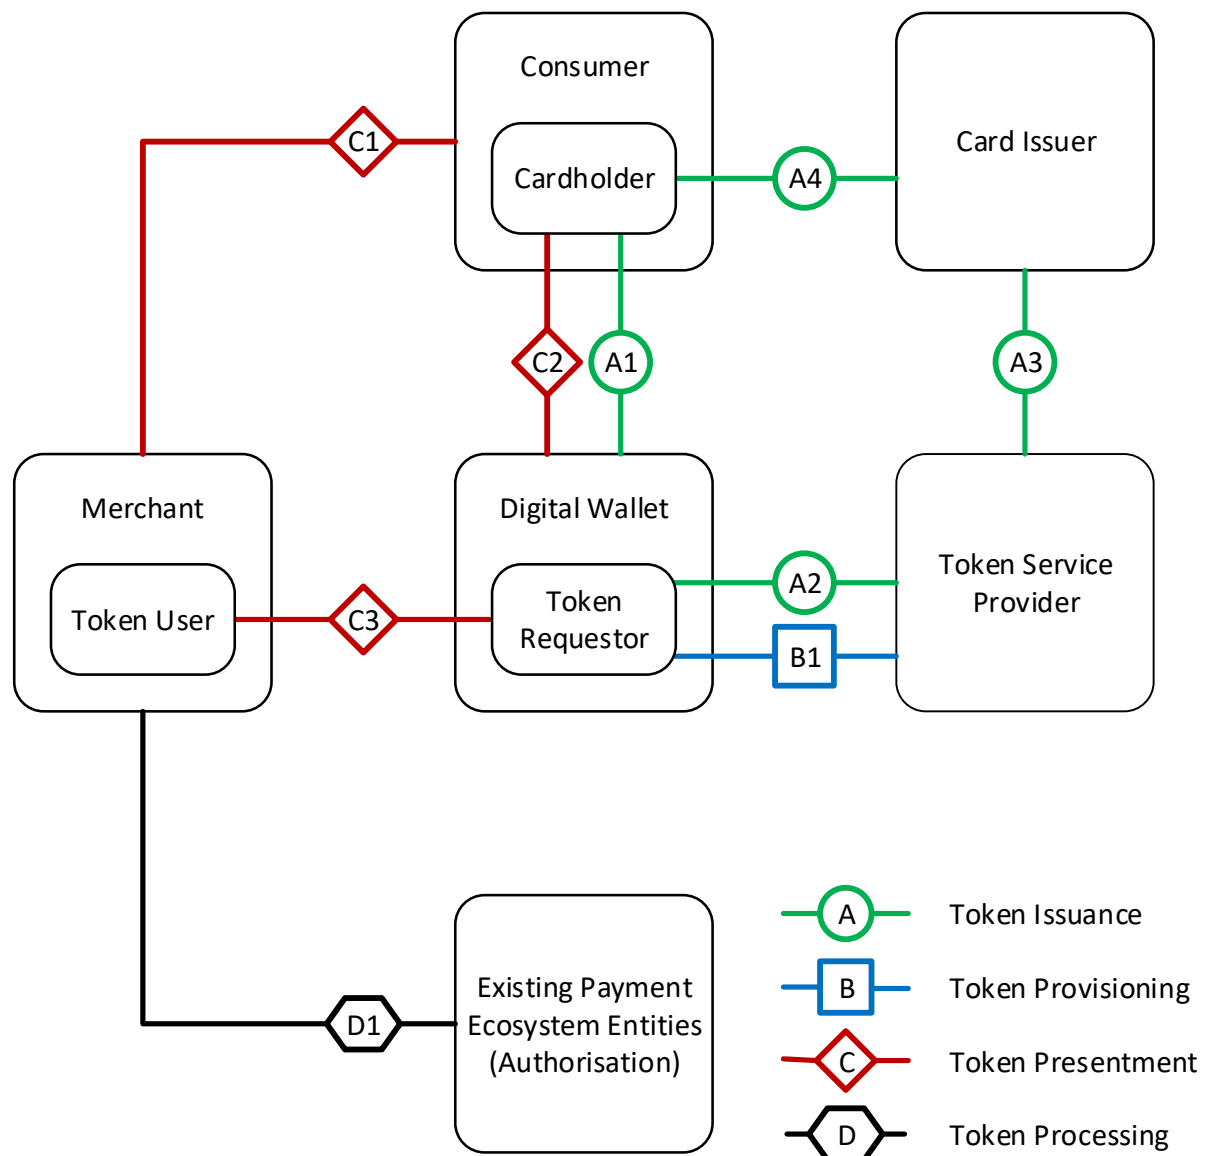 Consumer
Card Issuer
C1
Cardholder
A4
C2
A1
A3
Merchant
Digital Wallet
Token Service
Provider
Token User
C3
Token
Requestor
A2
B1
Existing Payment
Ecosystem Entities
(Authorisation)
D1
A
Token Issuance
B
Token Provisioning
C
Token Presentment
D
Token Processing